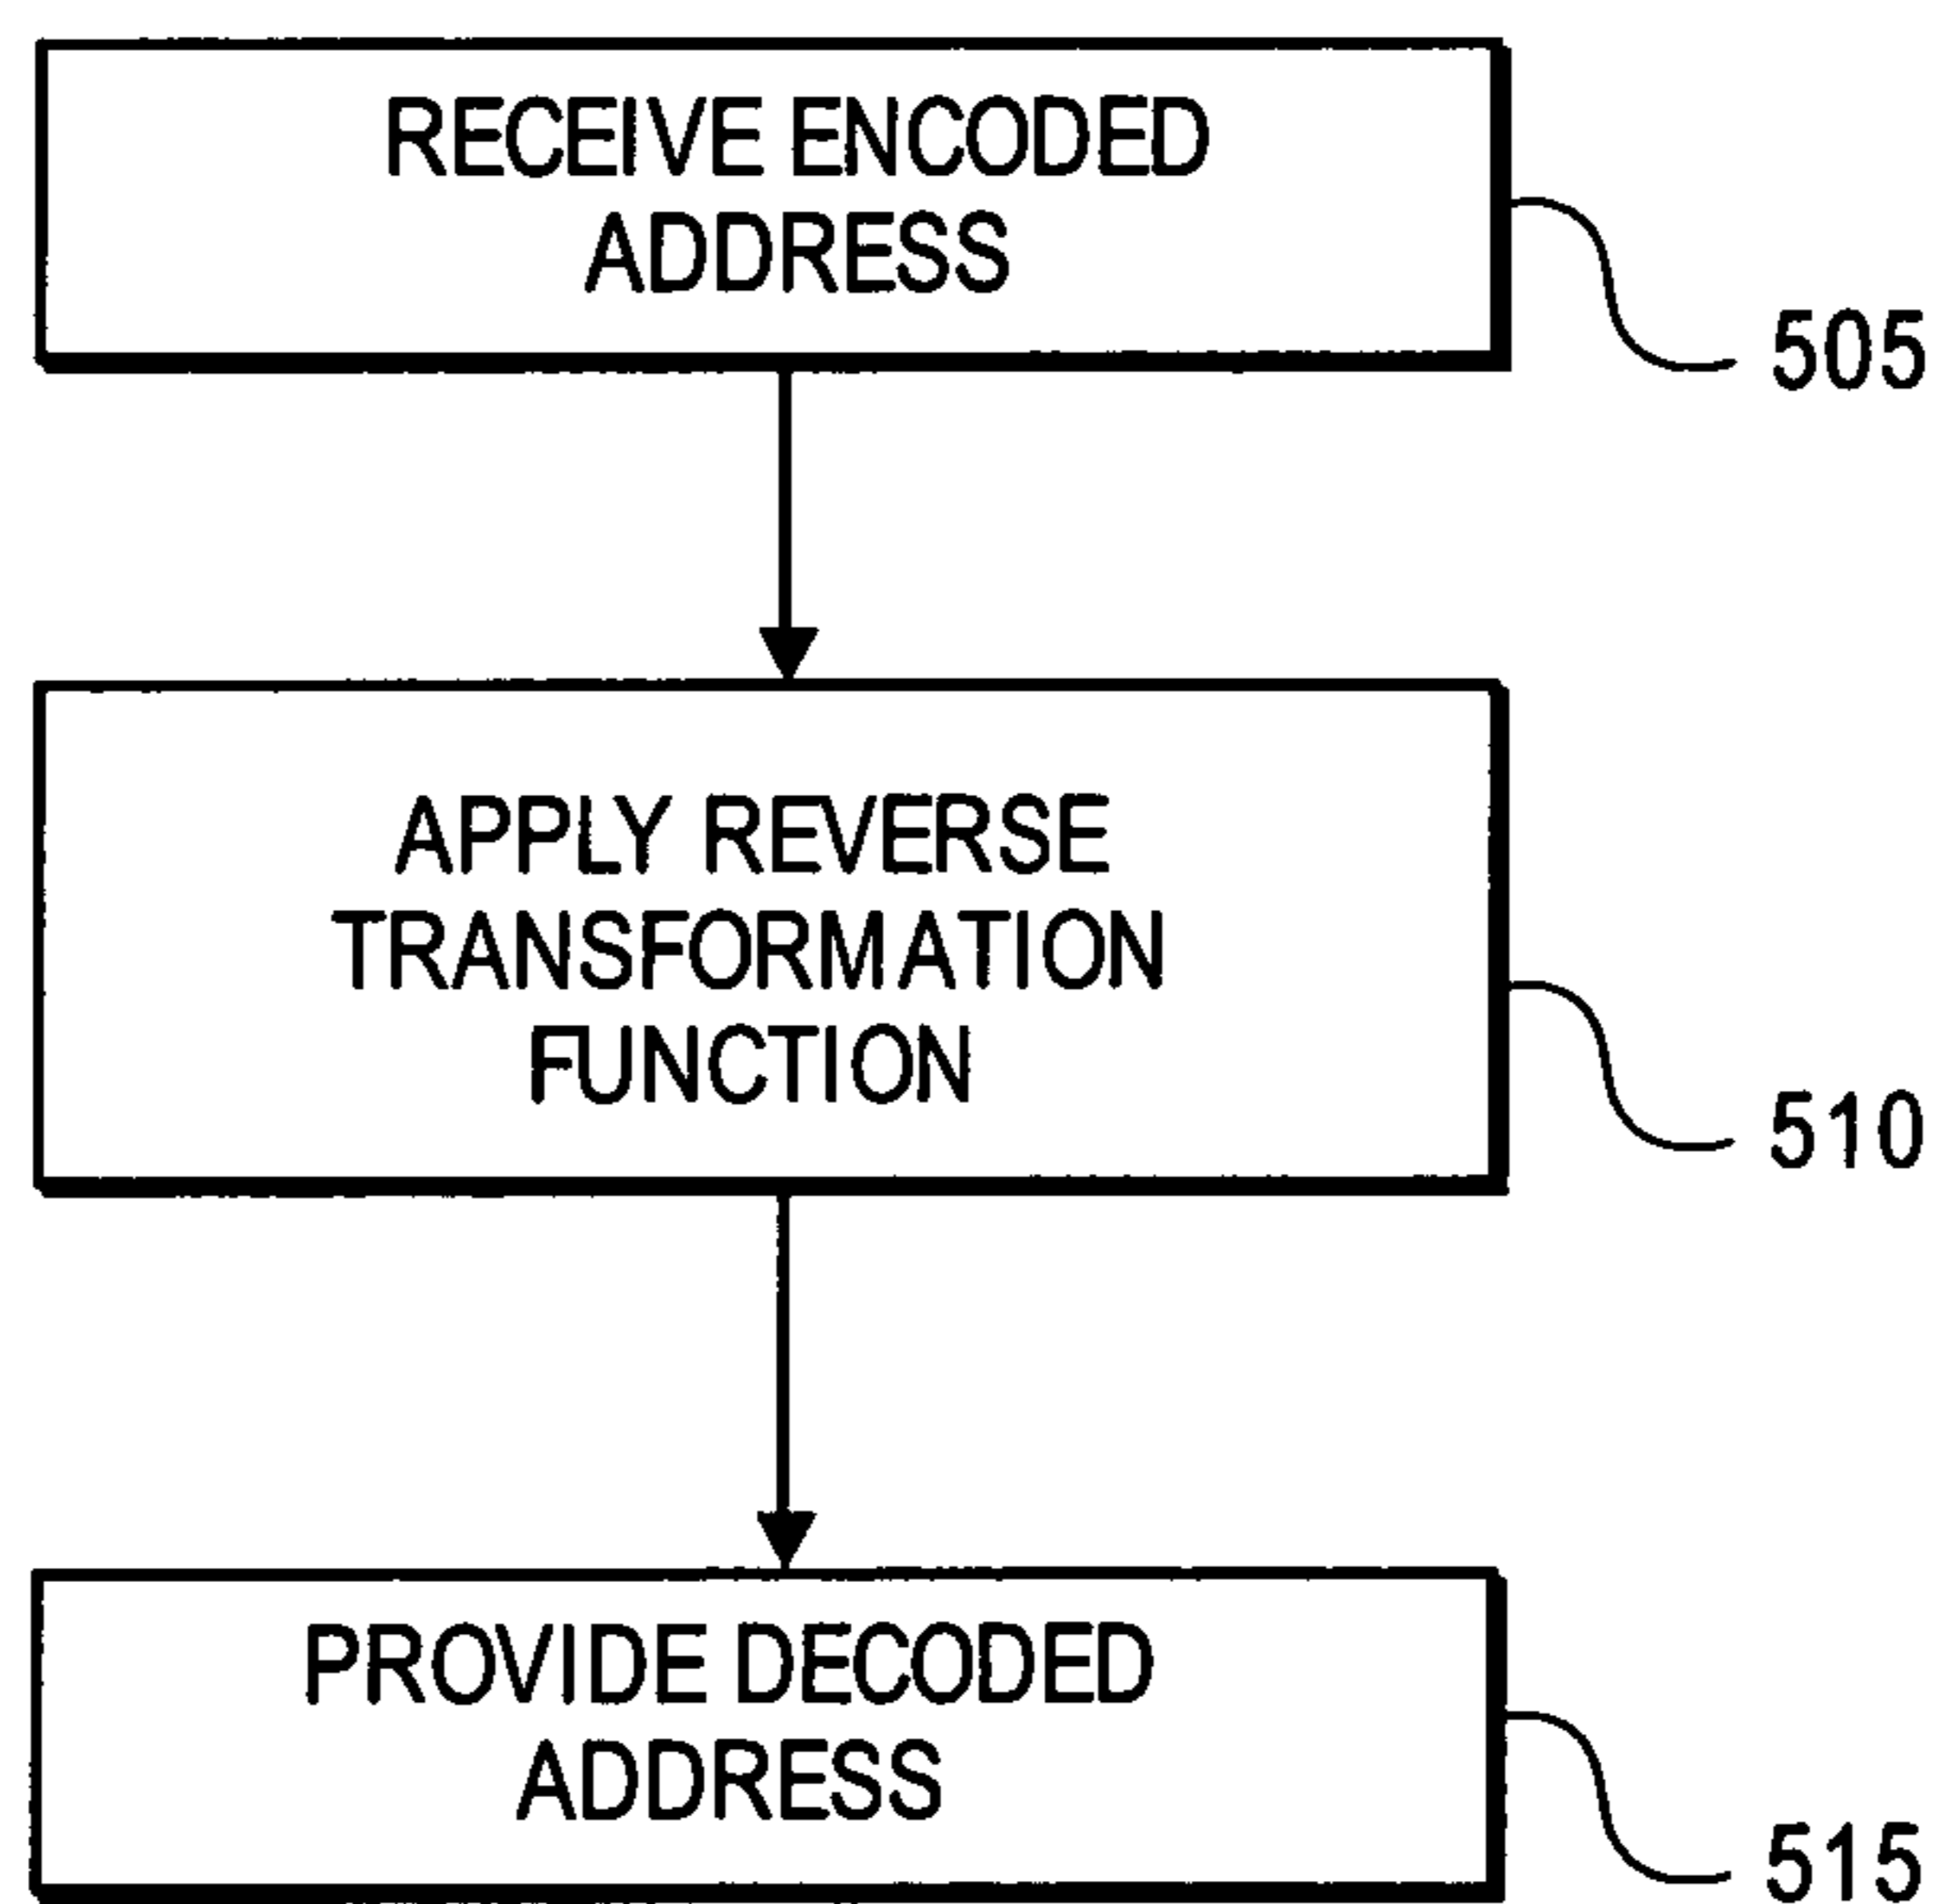 RECEIVE ENCODED
ADDRESS
505
APPLY REVERSE
TRANSFORMATION
FUNCTION
510
PROVIDE DECODED
ADDRESS
515